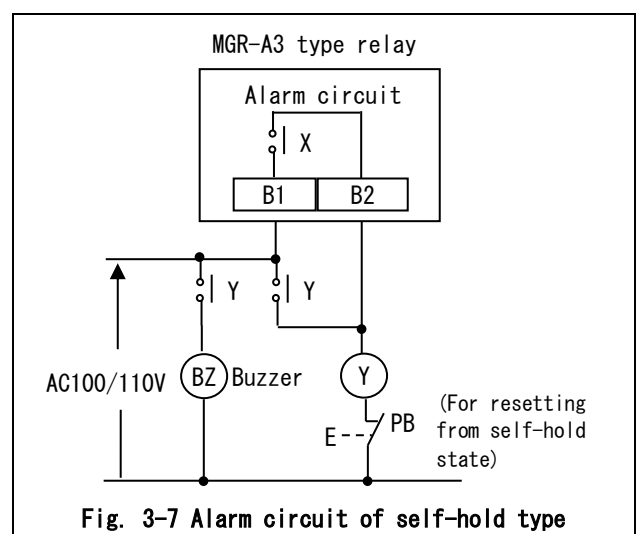 MGR-A3 type relay
Alarm circuit
X
B1 B2
Y Y
AC100/110V BZ Buzzer Y
E PB
(For resetting
from self-hold
state)
Fig. 3-7 Alarm circuit of self-hold type